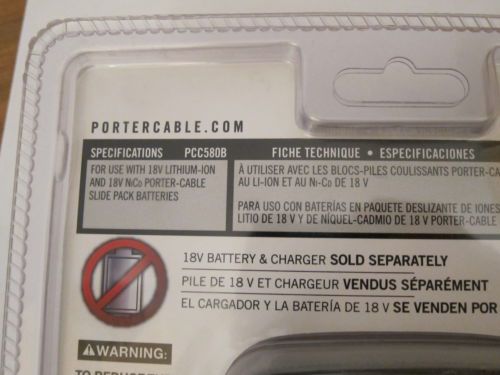 PORTERCABLE.COM
SPECIFICATIONS PCC580B
FOR USE WITH 18V LITHIUM-ION
AND 18V NiCo PORTER-CABLE
SLIDE PACK BATTERIES
FICHE TECHNIQUE • ESPECIFICACIONES
À UTILISER AVEC LES BLOCS-PILES COULISSANTS PORTER-CA
AU LI-ION ET AU Ni-Co DE 18 V
PARA USO CON BATERÍAS EN PAQUETE DESLIZANTE DE IONES
LITIO DE 18 V Y DE NÍQUEL-CADMIO DE 18 V PORTER-CABLE
18V BATTERY & CHARGER SOLD SEPARATELY
PILE DE 18 V ET CHARGEUR VENDUS SÉPARÉMENT
EL CARGADOR Y LA BATERÍA DE 18 V SE VENDEN POR
WARNING: